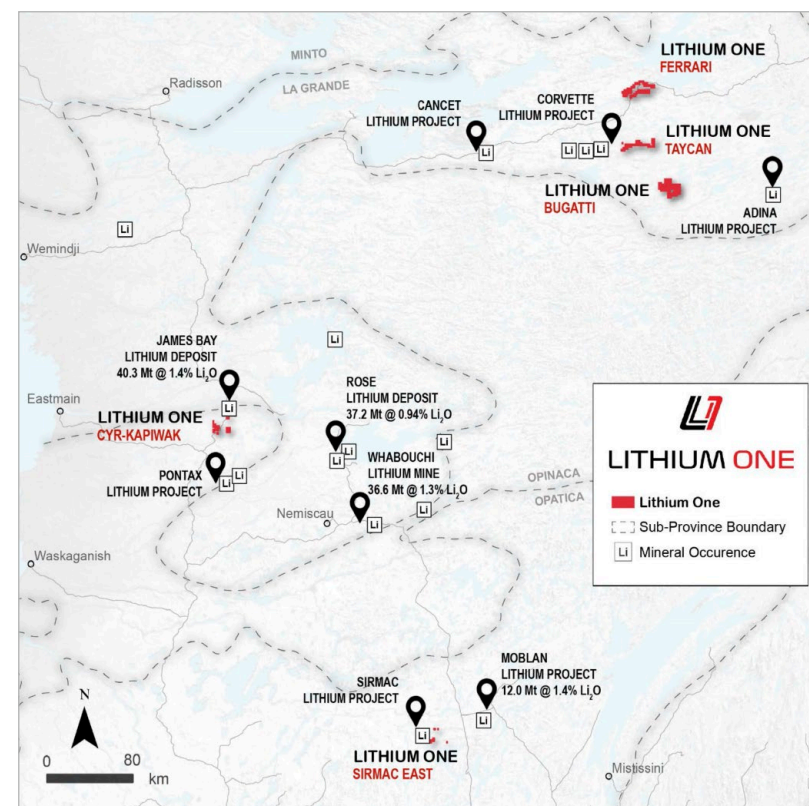 MINTO
LITHIUM ONE
FERRARI
Radisson
LA GRANDE
CANCET
LITHIUM PROJECT
CORVETTE
LITHIUM PROJECT
Li
Li
Li
Li
LITHIUM ONE
TAYCAN
LITHIUM ONE
BUGATTI
Li
ADINA
LITHIUM PROJECT
Li
Wemindji
JAMES BAY
LITHIUM DEPOSIT
40.3 Mt @ 1.4% Li₂O
Li
Li
Eastmain
LITHIUM ONE
CYR-KAPIWAK
ROSE
LITHIUM DEPOSIT
37.2 Mt @ 0.94% Li₂O
Li
Li
Li
PONTAX
LITHIUM PROJECT
Li
Li
WHABOUCHI
LITHIUM MINE
36.6 Mt @ 1.3% Li₂O
Nemiscau
Li
Li
OPINACA
OPATICA
Waskaganish
LITHIUM ONE
Lithium One
Sub-Province Boundary
Li
Mineral Occurence
SIRMAC
LITHIUM PROJECT
Li
MOBLAN
LITHIUM PROJECT
12.0 Mt @ 1.4% Li₂O
Li
LITHIUM ONE
SIRMAC EAST
Mistissini
N
0 80
km